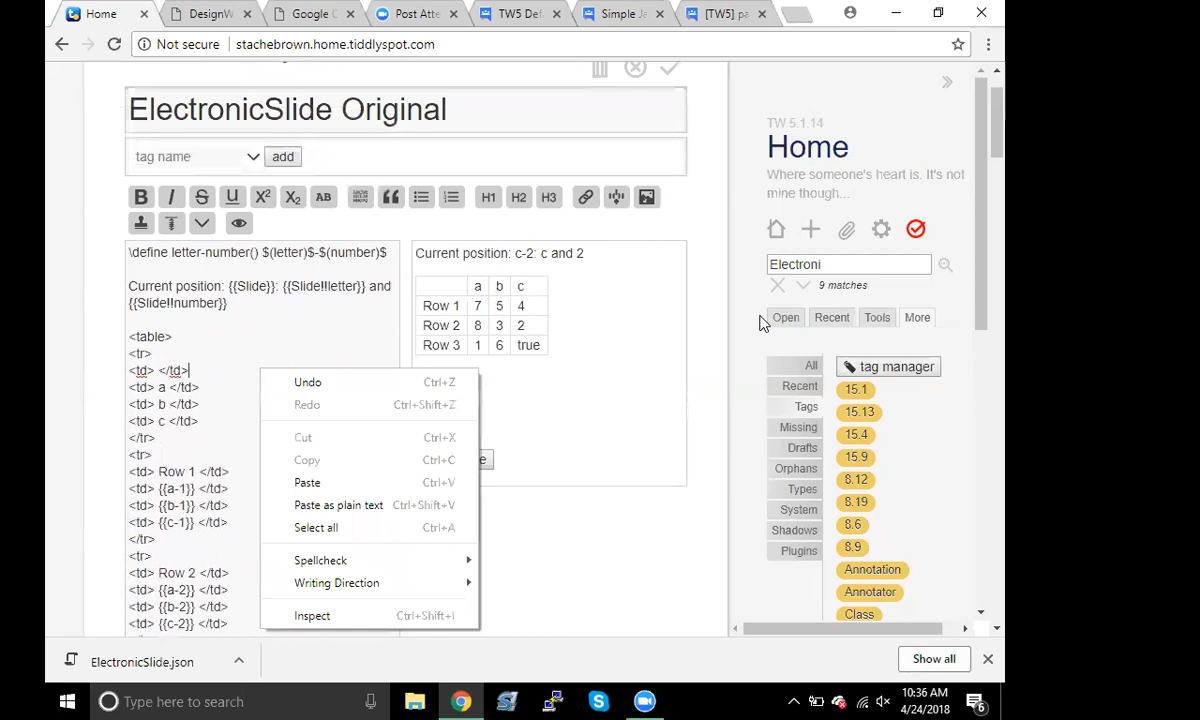 Home
DesignW
Google C
Post Atte
TW5 Def
Simple Ja
[TW5] pa
Not secure
stachebrown.home.tiddlyspot.com
ElectronicSlide Original
tag name
add
B I S U X² X₂ AB H1 H2 H3
\define letter-number() $(letter)$-$(number)$
Current position: {{Slide}}: {{Slide!!letter}} and
{{Slide!!number}}
<table>
<tr>
<td> </td>
<td> a </td>
<td> b </td>
<td> c </td>
</tr>
<tr>
<td> Row 1 </td>
<td> {{a-1}} </td>
<td> {{b-1}} </td>
<td> {{c-1}} </td>
</tr>
<tr>
<td> Row 2 </td>
<td> {{a-2}} </td>
<td> {{b-2}} </td>
<td> {{c-2}} </td>
Current position: c-2: c and 2
a b c
Row 1 7 5 4
Row 2 8 3 2
Row 3 1 6 true
e
Undo Ctrl+Z
Redo Ctrl+Shift+Z
Cut Ctrl+X
Copy Ctrl+C
Paste Ctrl+V
Paste as plain text Ctrl+Shift+V
Select all Ctrl+A
Spellcheck
Writing Direction
Inspect Ctrl+Shift+I
TW 5.1.14
Home
Where someone's heart is. It's not
mine though...
Electroni
9 matches
Open Recent Tools More
All
Recent
Tags
Missing
Drafts
Orphans
Types
System
Shadows
Plugins
tag manager
15.1
15.13
15.4
15.9
8.12
8.19
8.6
8.9
Annotation
Annotator
Class
ElectronicSlide.json
Show all
Type here to search
10:36 AM
4/24/2018
6